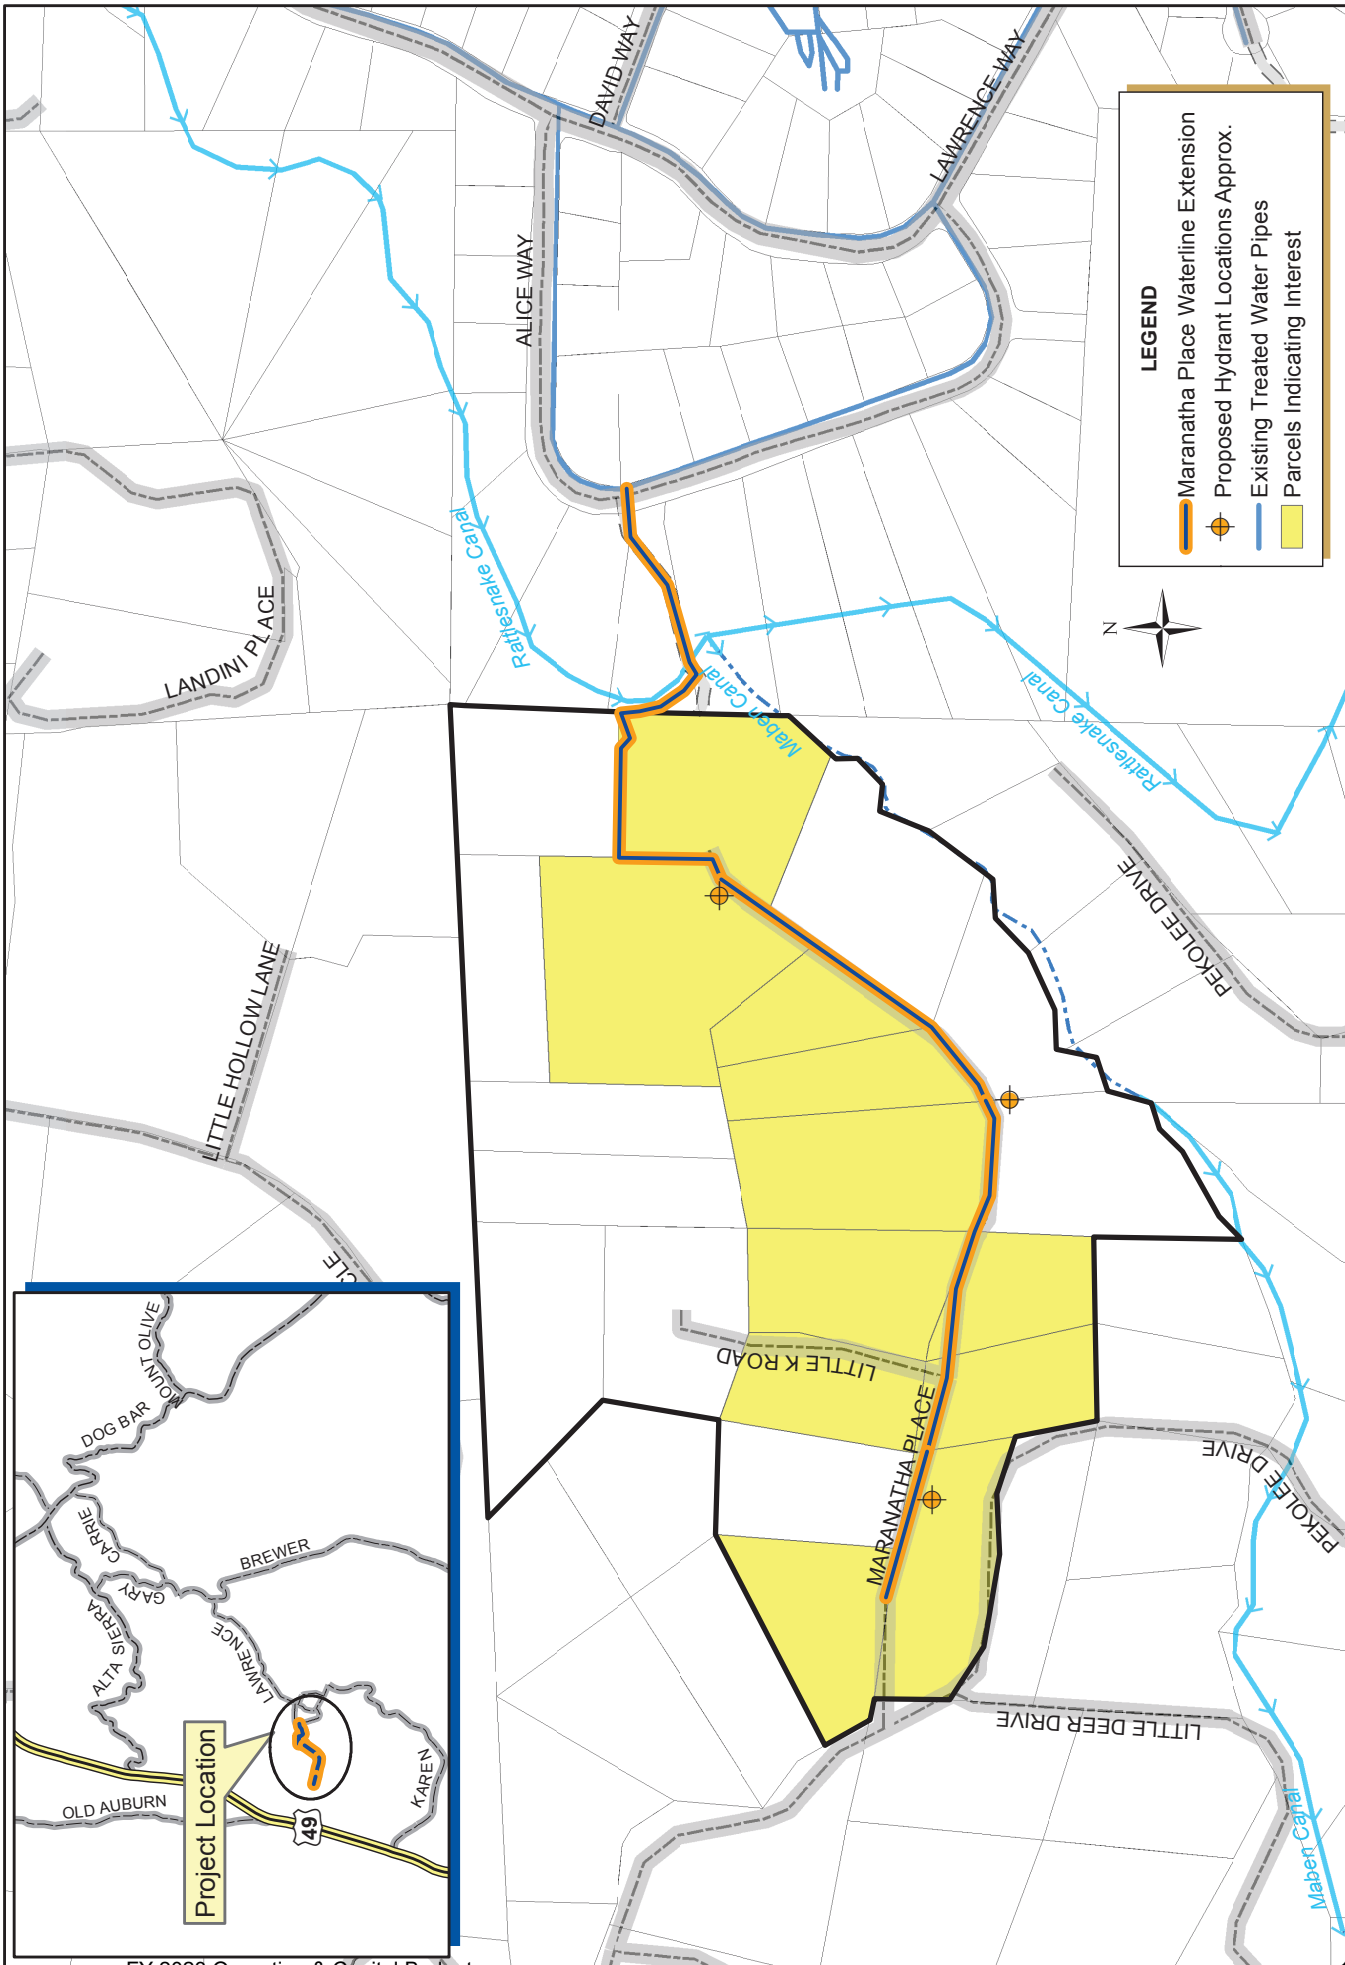 DAVID WAY
LAWRENCE WAY
ALICE WAY
Rattlesnake Canal
LANDINI PLACE
Maben Canal
Rattlesnake Canal
LITTLE HOLLOW LANE
PEKOLEE DRIVE
CLE
LITTLE K ROAD
MARANATHA PLACE
PEKOLEE DRIVE
LITTLE DEER DRIVE
Maben Canal
LEGEND
Maranatha Place Waterline Extension
Proposed Hydrant Locations Approx.
Existing Treated Water Pipes
Parcels Indicating Interest
N
MOUNT OLIVE
DOG BAR
CARRIE
GARY
BREWER
ALTA SIERRA
LAWRENCE
Project Location
OLD AUBURN
49
KAREN